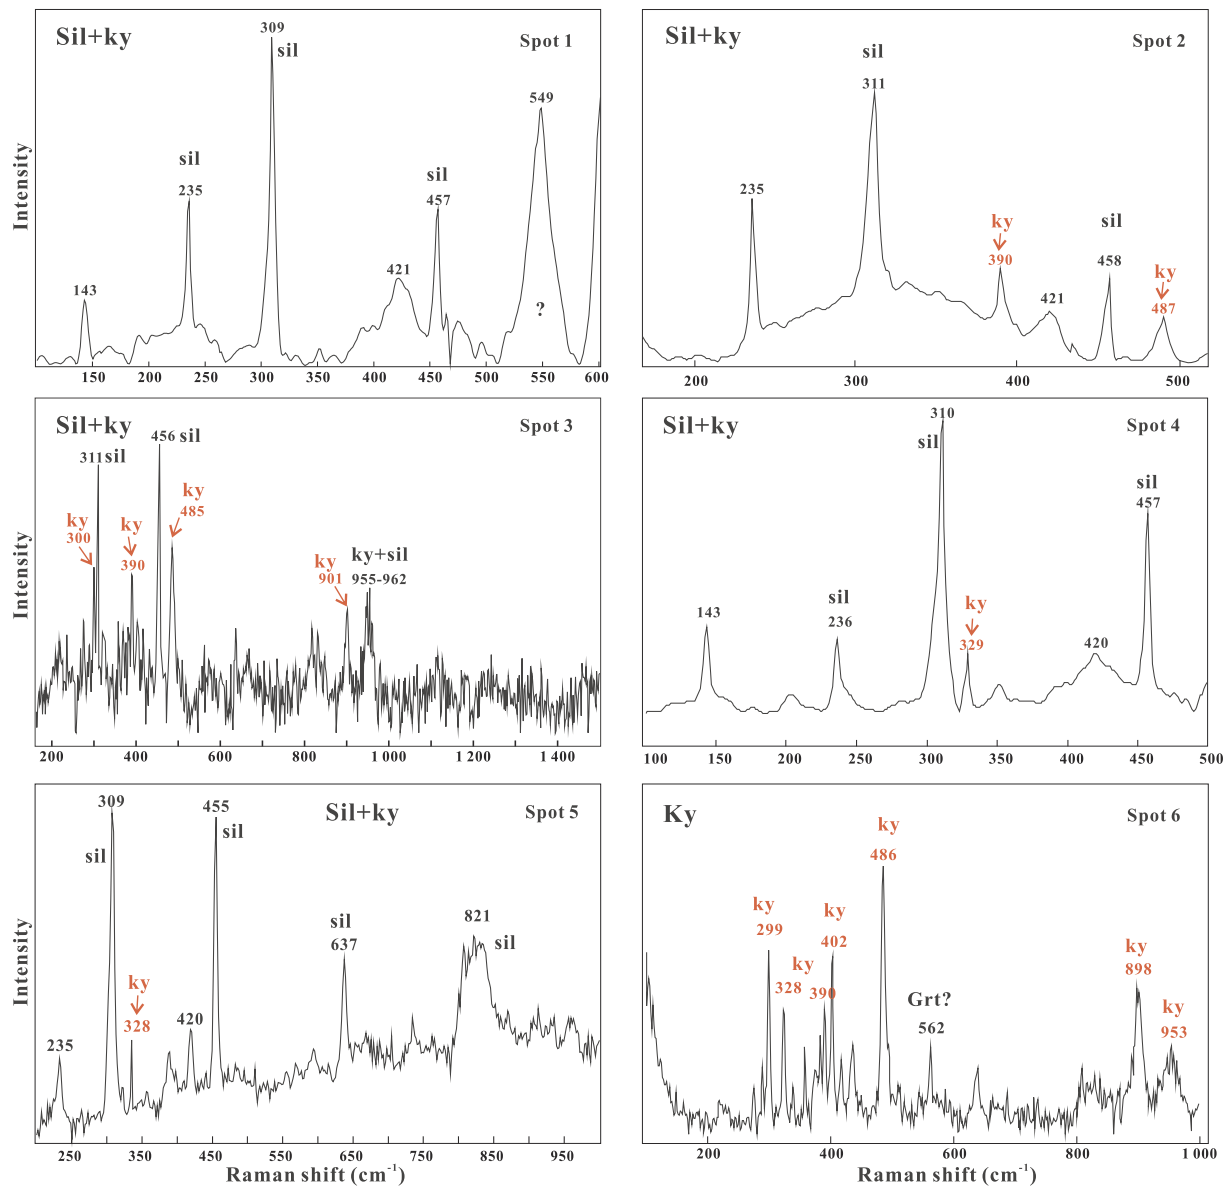 Sil+ky
309
sil
Spot 1
549
sil
235
sil
457
421
143
?
Intensity
150 200 250 300 350 400 450 500 550 600
Sil+ky
Spot 2
sil
311
235
ky
390
sil
458
421
ky
487
200 300 400 500
Sil+ky
456 sil
Spot 3
311 sil
ky
485
ky
300
ky
390
ky
901
ky+sil
955-962
Intensity
200 400 600 800 1000 1 200 1 400
Sil+ky
310
sil
Spot 4
sil
457
sil
236
143
ky
329
420
100 150 200 250 300 350 400 450 500
309
455
Sil+ky
Spot 5
sil
sil
sil
637
821
sil
ky
328
420
235
Intensity
250 350 450 550 650 750 850 950
Raman shift (cm-1)
Ky
Spot 6
ky
486
ky
299
ky
402
ky
328
390
Grt?
562
ky
898
ky
953
200 400 600 800 1 000
Raman shift (cm-1)